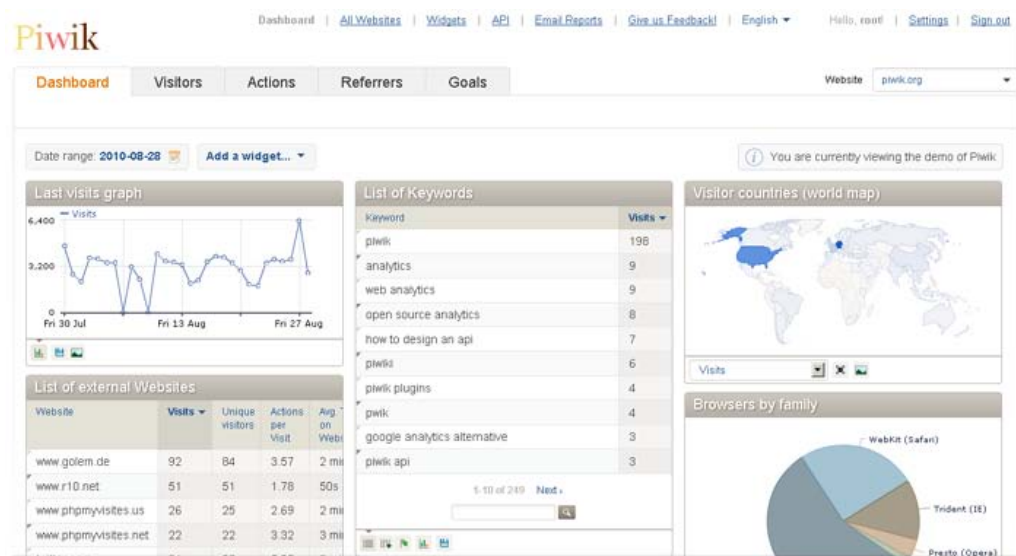 Dashboard | All Websites | Widgets | API | Email Reports | Give us Feedback! | English Hello, root! | Settings | Sign out
Piwik
Dashboard Visitors Actions Referrers Goals Website piwik.org
Date range: 2010-08-28 Add a widget... You are currently viewing the demo of Piwik
Last visits graph
Visits
6,400
3,200
0
Fri 30 Jul Fri 13 Aug Fri 27 Aug
List of external Websites
Website Visits Unique visitors Actions per Visit Avg. on
www.golem.de 92 84 3.57 2
www.r10.net 51 51 1.78 50s
www.phpmyvisites.us 26 25 2.69 2
www.phpmyvisites.net 22 22 3.32 3
List of Keywords
Keyword Visits
piwik 198
analytics 9
web analytics 9
open source analytics 8
how to design an api 7
piwiki 6
piwik plugins 4
pwik 4
google analytics alternative 3
piwik api 3
1-10 of 249 Next ›
Visitor countries (world map)
Visits
Browsers by family
WebKit (Safari)
Trident (IE)
Presto (Opera)